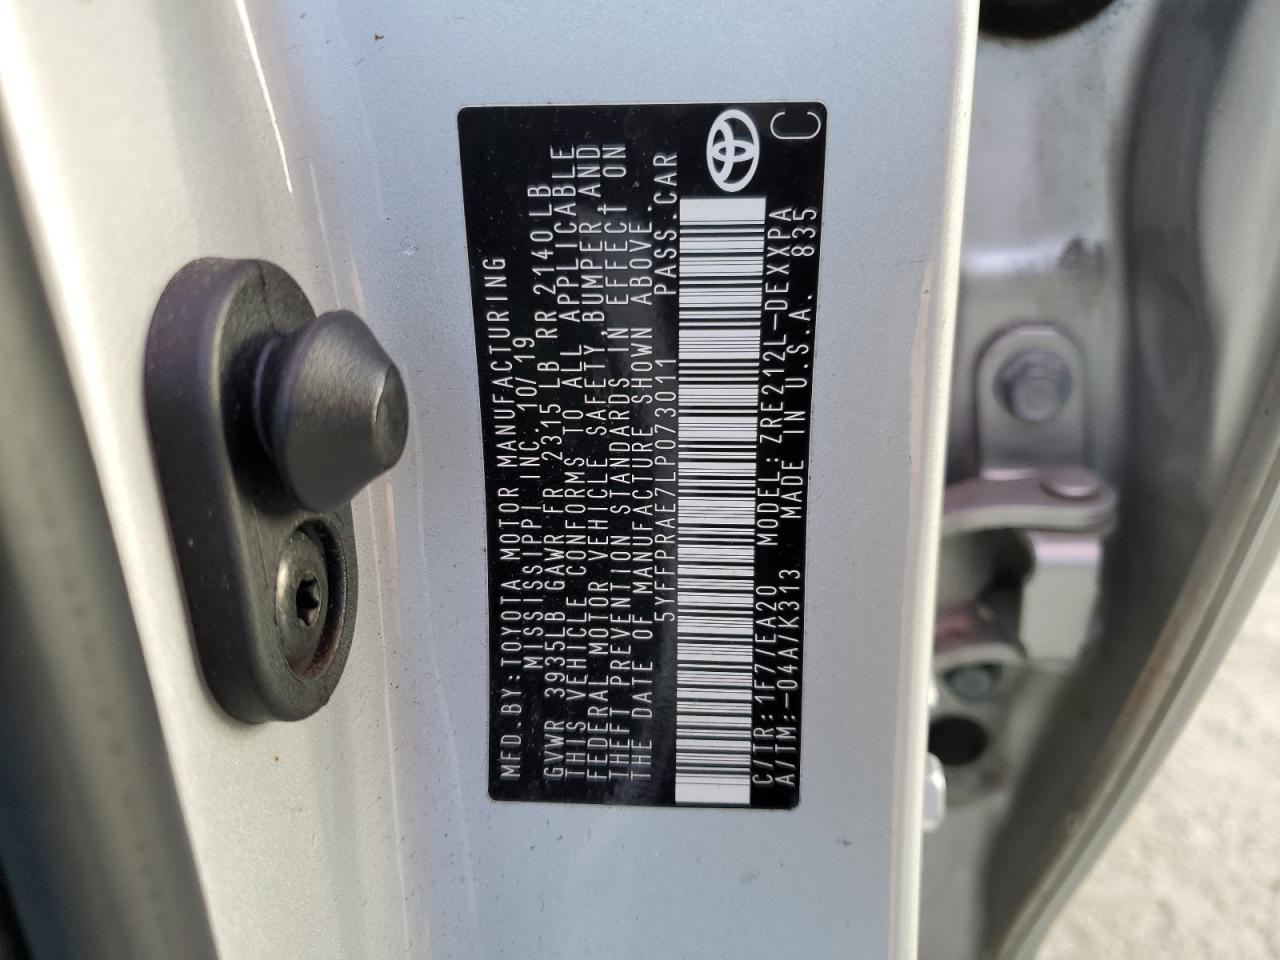 MFD.BY:TOYOTA MOTOR MANUFACTURING
MISSISSIPPI INC. 10/19
GVWR 3935LB GAWR FR 2315 LB RR 2140LB
THIS VEHICLE CONFORMS TO ALL APPLICABLE
FEDERAL MOTOR VEHICLE SAFETY,BUMPER AND
THEFT PREVENTION STANDARDS IN EFFECT ON
THE DATE OF MANUFACTURE SHOWN ABOVE.
5YFFPRAE7LP073011 PASS.CAR
C/TR:1F7/EA20 MODEL:ZRE212L-DEXXPA
A/TM:-04A/K313 MADE IN U.S.A. 835
C